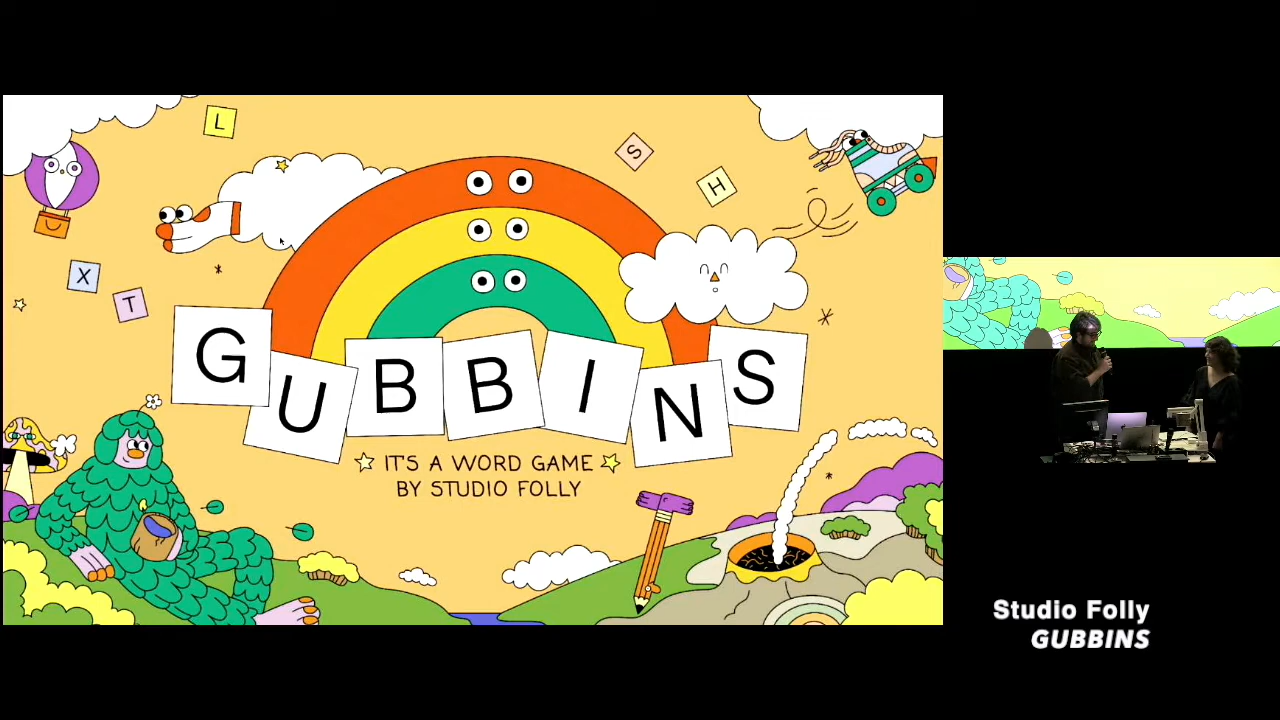 L
S
H
X
T
GUBBINS
IT'S A WORD GAME
BY STUDIO FOLLY
Studio Folly
GUBBINS